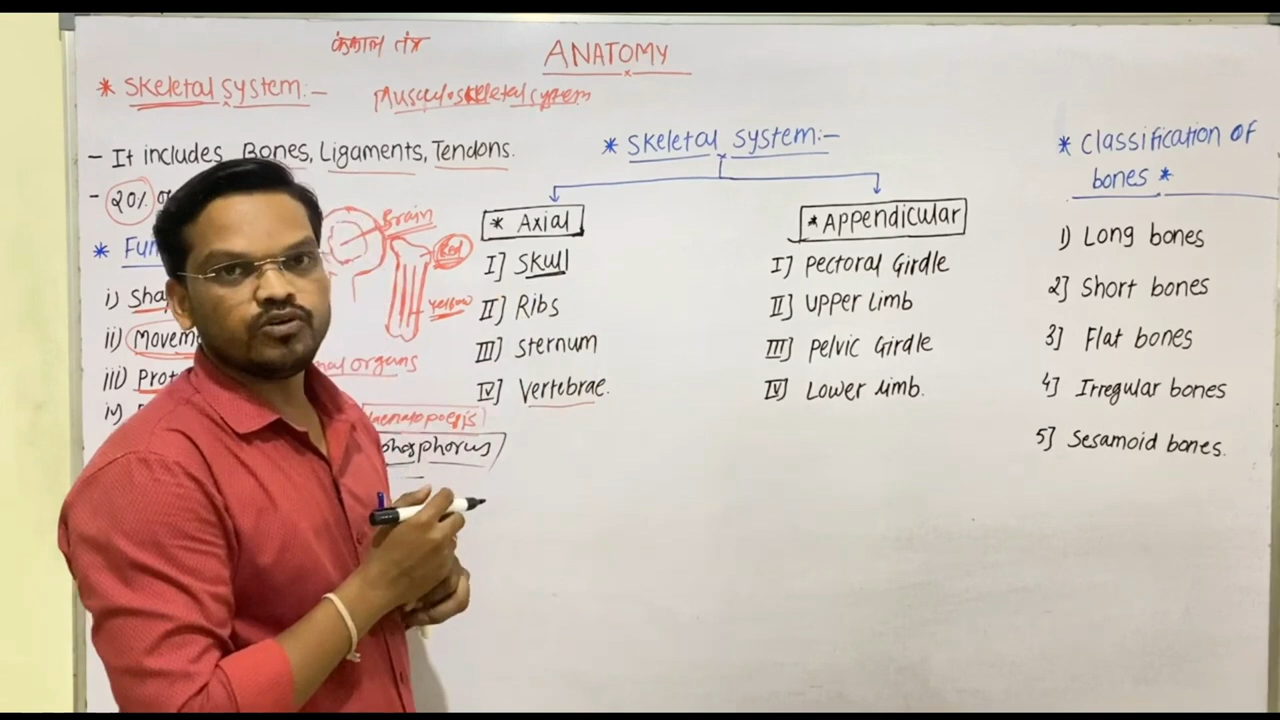 कंकाल तंत्र
ANATOMY
* Skeletal System:-
Musculoskeletal system
- It includes Bones, Ligaments, Tendons.
- 20%
* Fun
i) Sha
ii) Movem
iii) Prot
iv)
Brain
Red
Yellow
nal organs
Haematopoesis
phosphorus
* Skeletal System:-
* Axial
I] Skull
II] Ribs
III] Sternum
IV] Vertebrae.
* Appendicular
I] Pectoral Girdle
II] Upper Limb
III] Pelvic Girdle
IV] Lower limb.
* Classification of
bones *
1) Long bones
2] Short bones
3] Flat bones
4] Irregular bones
5] Sesamoid bones.